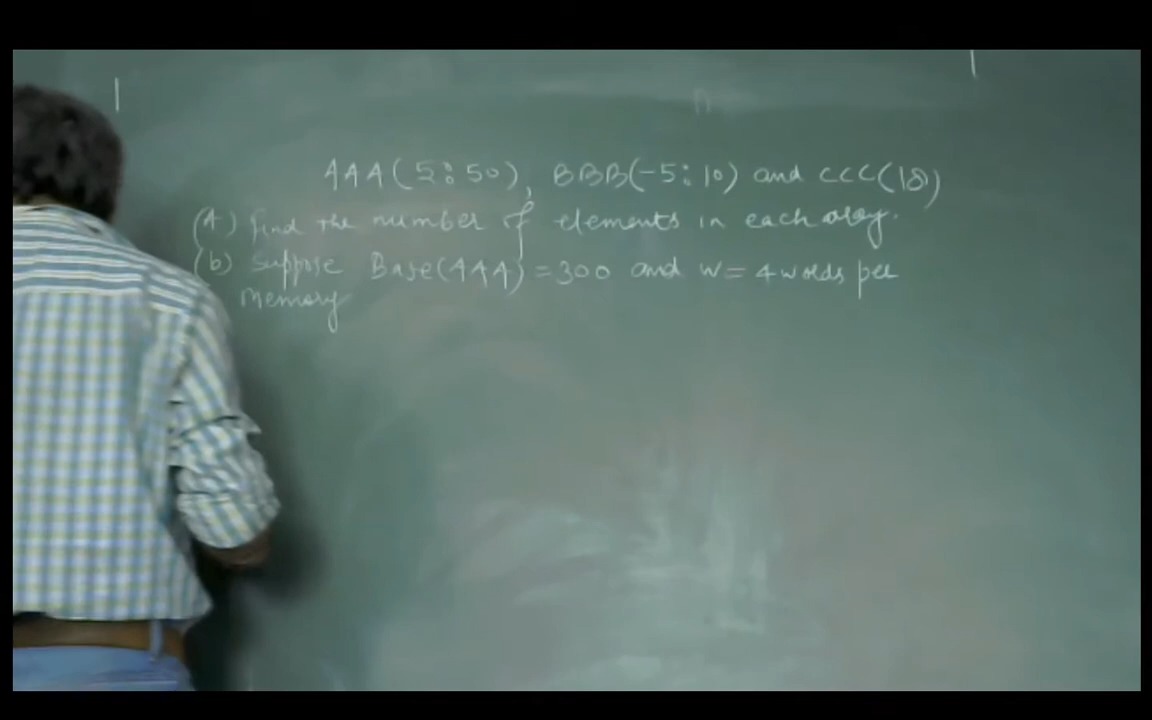 AAA(5:50), BBB(-5:10) and CCC(18)
(A) Find the number of elements in each array.
(b) Suppose Base(AAA)=300 and w=4 words per
Memory